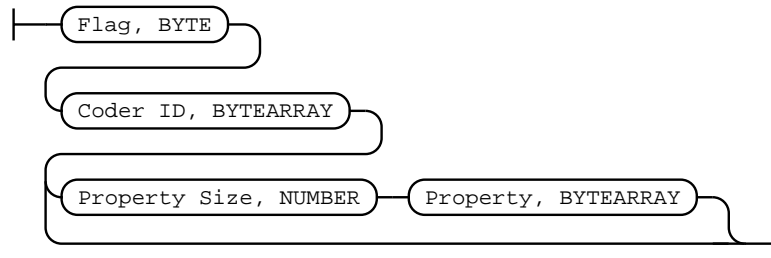 Flag, BYTE
Coder ID, BYTEARRAY
Property Size, NUMBER Property, BYTEARRAY